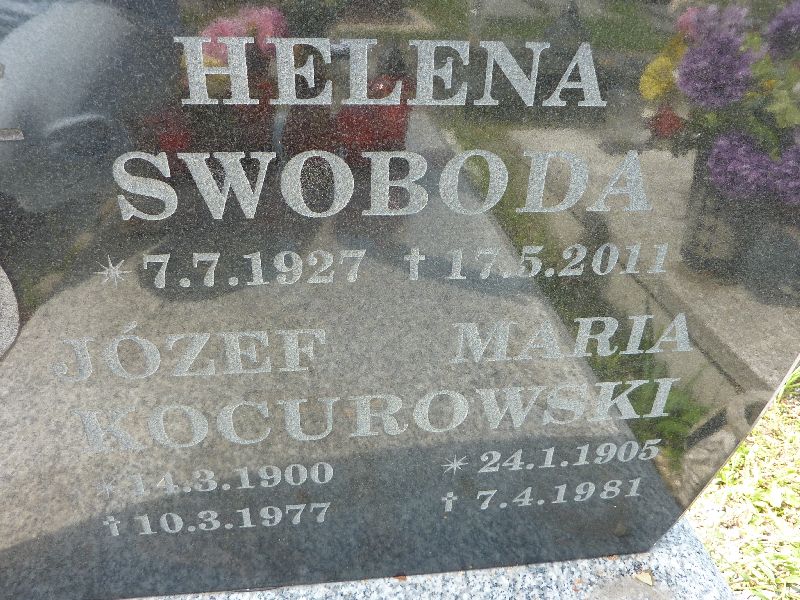 HELENA
SWOBODA
* 7.7.1927 † 17.5.2011
JÓZEF MARIA
KOCUROWSKI
* 14.3.1900 * 24.1.1905
† 10.3.1977 † 7.4.1981